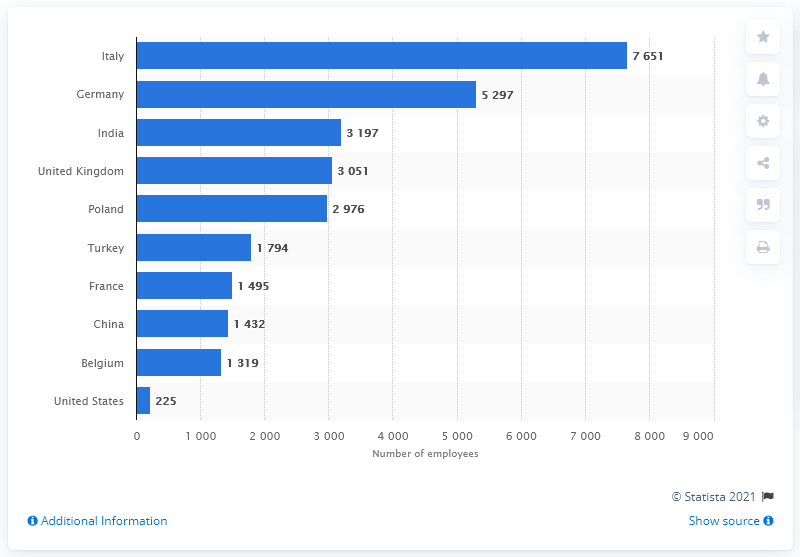 Italy 7 651
Germany 5 297
India 3 197
United Kingdom 3 051
Poland 2 976
Turkey 1 794
France 1 495
China 1 432
Belgium 1 319
United States 225
0 1 000 2 000 3 000 4 000 5 000 6 000 7 000 8 000 9 000
Number of employees
© Statista 2021
Additional Information Show source